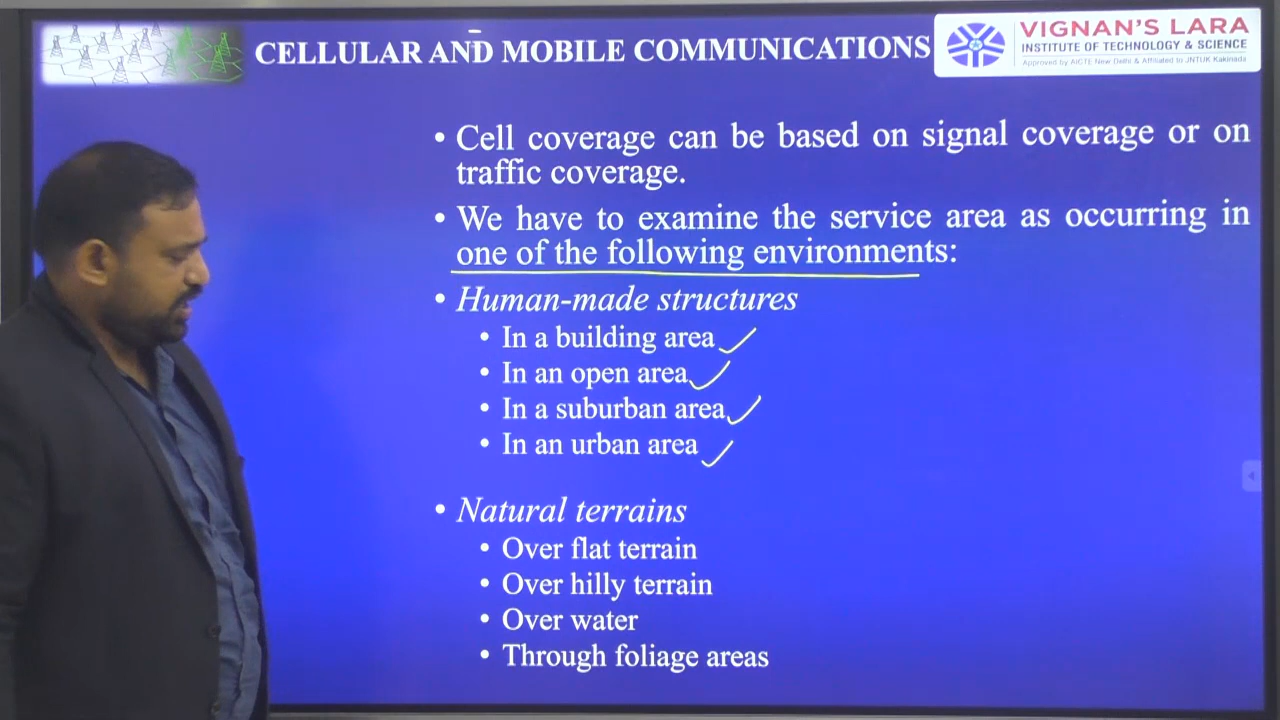 CELLULAR AND MOBILE COMMUNICATIONS
VIGNAN'S LARA
INSTITUTE OF TECHNOLOGY & SCIENCE
Approved by AICTE New Delhi & Affiliated to JNTUK Kakinada
• Cell coverage can be based on signal coverage or on
traffic coverage.
• We have to examine the service area as occurring in
one of the following environments:
• Human-made structures
• In a building area
• In an open area
• In a suburban area
• In an urban area
• Natural terrains
• Over flat terrain
• Over hilly terrain
• Over water
• Through foliage areas